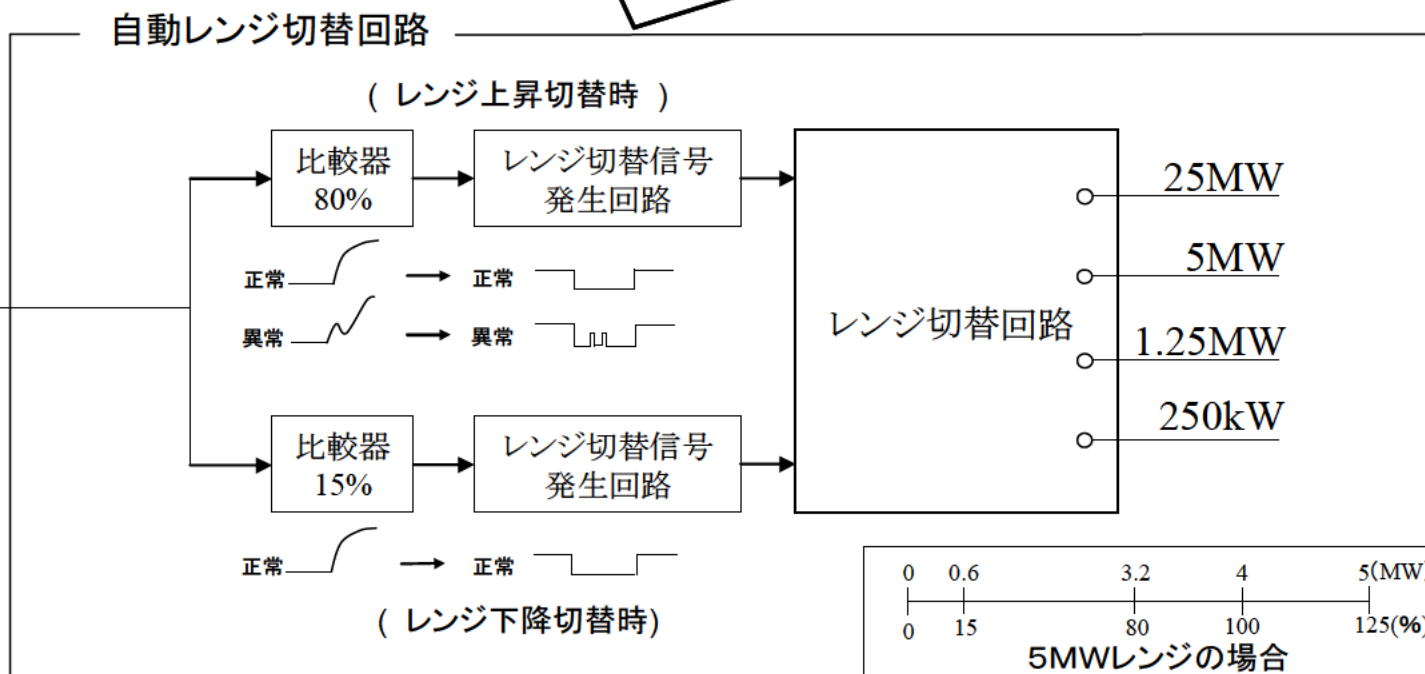 自動レンジ切替回路
( レンジ上昇切替時 )
比較器
80%
レンジ切替信号
発生回路
正常
正常
異常
異常
比較器
15%
レンジ切替信号
発生回路
正常
正常
( レンジ下降切替時)
レンジ切替回路
25MW
5MW
1.25MW
250kW
0 0.6 3.2 4 5(MW)
0 15 80 100 125(%)
5MWレンジの場合